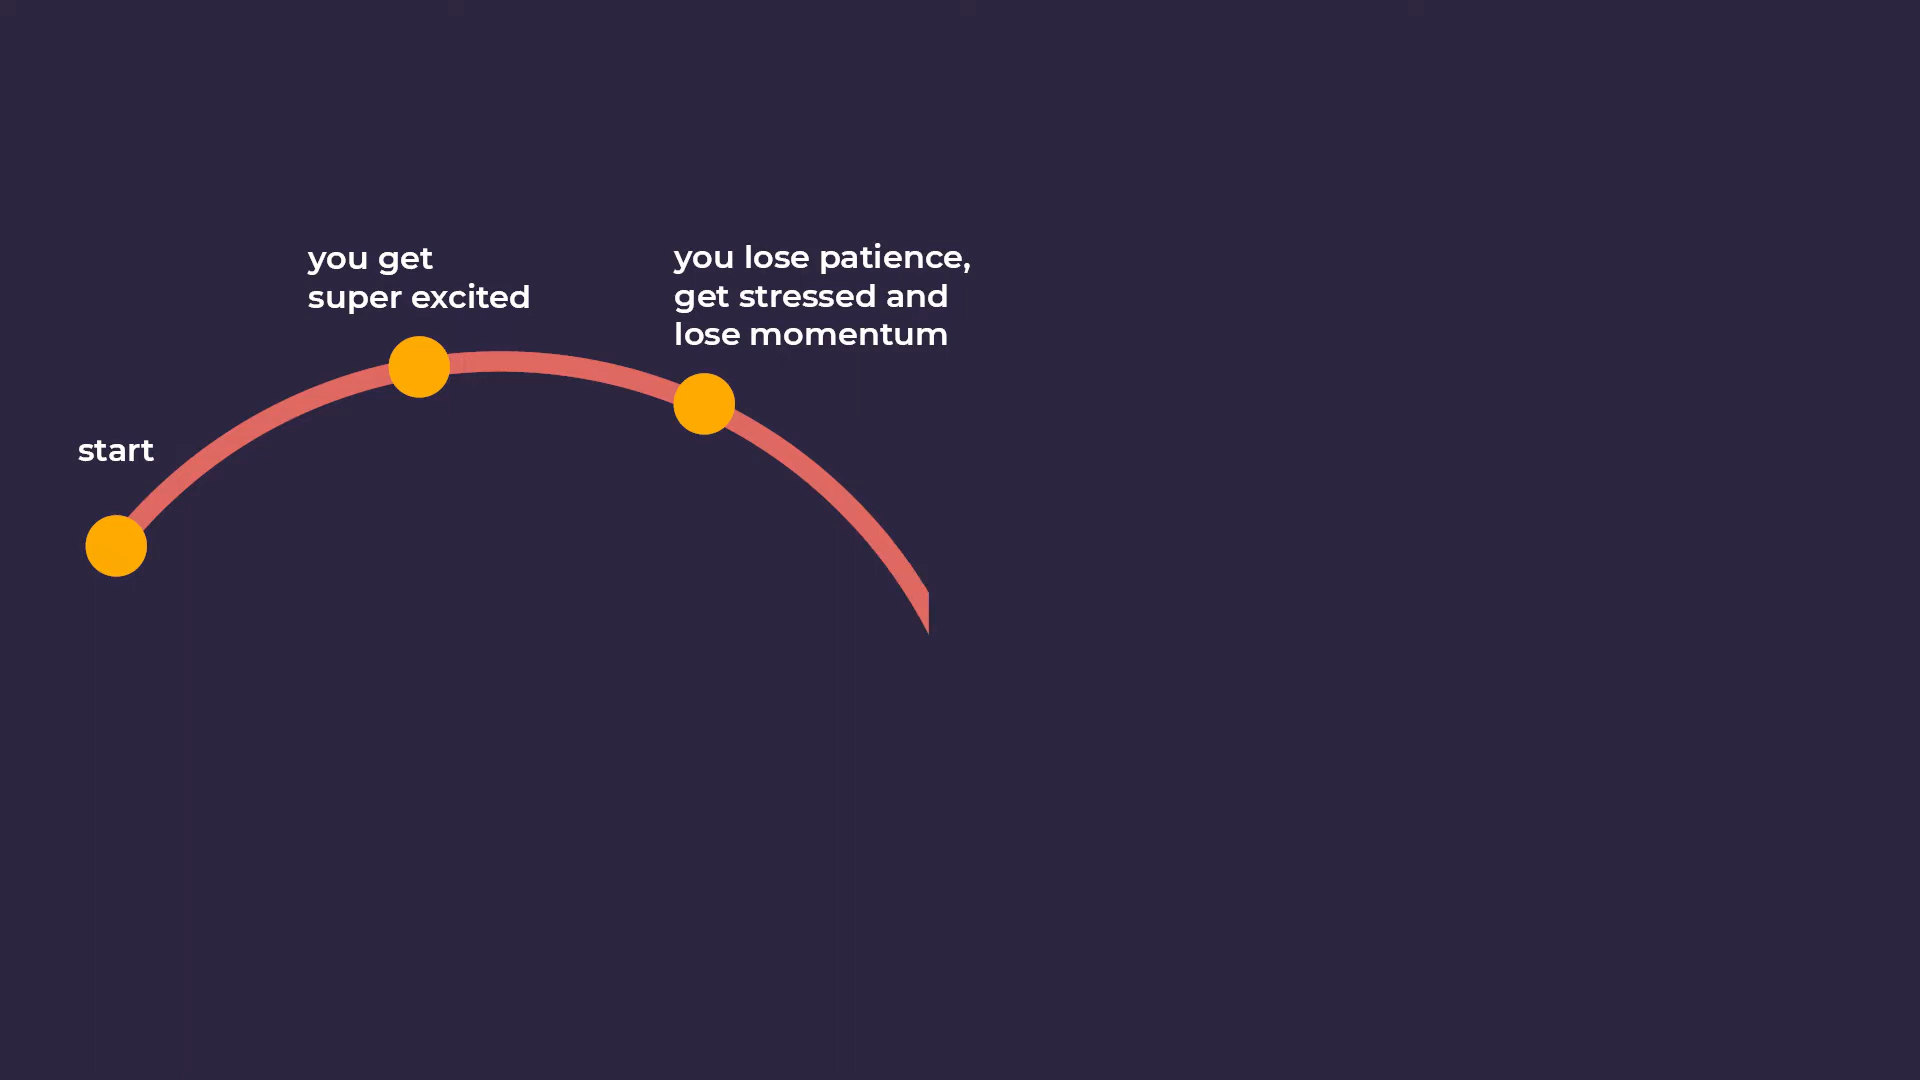 start
you get
super excited
you lose patience,
get stressed and
lose momentum